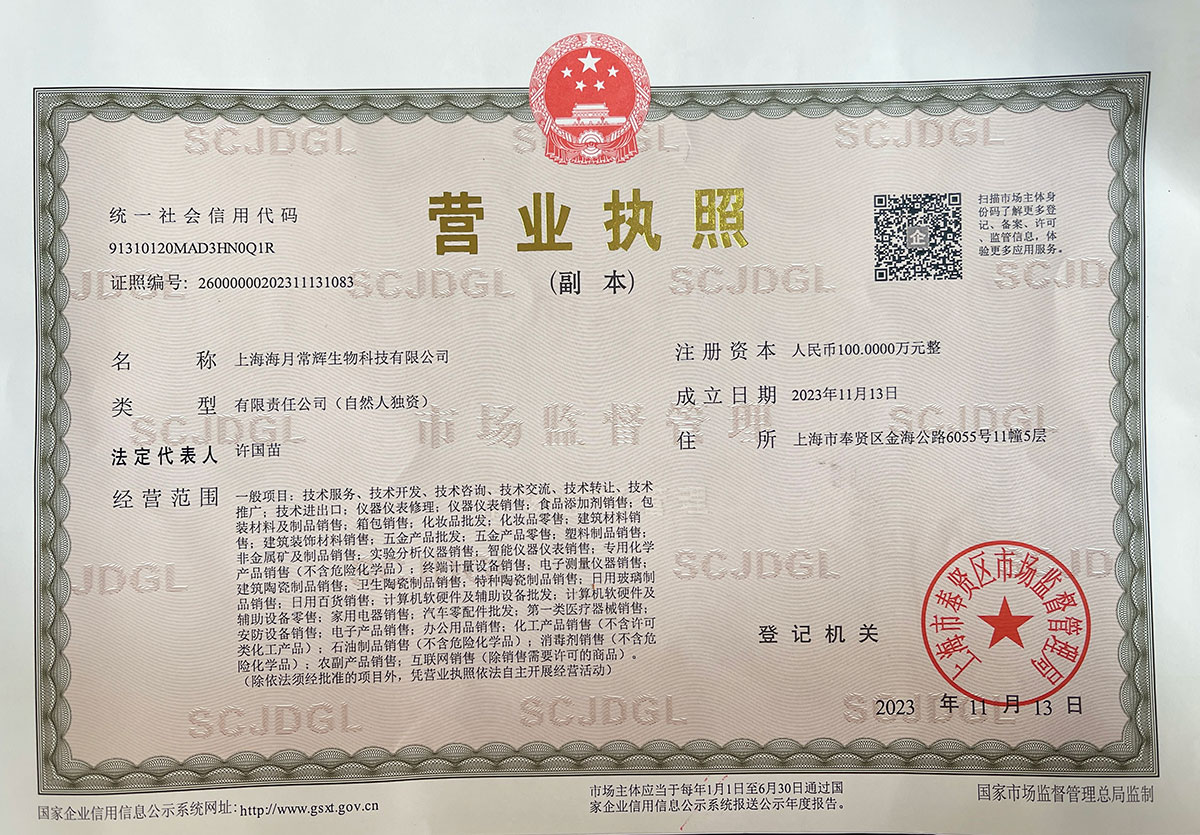 SCJDGL SCJDGL SCJDGL
营业执照
(副 本)
统一社会信用代码
91310120MAD3HN0Q1R
证照编号: 26000000202311131083
企
扫描市场主体身
份码了解更多登
记、备案、许可
、监管信息,体
验更多应用服务。
JDGL SCJDGL SCJDGL SCJD
名 称 上海海月常辉生物科技有限公司
类 型 有限责任公司(自然人独资)
法定代表人 许国苗
经营范围 一般项目:技术服务、技术开发、技术咨询、技术交流、技术转让、技术
推广;技术进出口;仪器仪表修理;仪器仪表销售;食品添加剂销售;包
装材料及制品销售;箱包销售;化妆品批发;化妆品零售;建筑材料销
售;建筑装饰材料销售;五金产品批发;五金产品零售;塑料制品销售;
非金属矿及制品销售;实验分析仪器销售;智能仪器仪表销售;专用化学
产品销售(不含危险化学品);终端计量设备销售;电子测量仪器销售;
建筑陶瓷制品销售;卫生陶瓷制品销售;特种陶瓷制品销售;日用玻璃制
品销售;日用百货销售;计算机软硬件及辅助设备批发;计算机软硬件及
辅助设备零售;家用电器销售;汽车零配件批发;第一类医疗器械销售;
安防设备销售;电子产品销售;办公用品销售;化工产品销售(不含许可
类化工产品);石油制品销售(不含危险化学品);消毒剂销售(不含危
险化学品);农副产品销售;互联网销售(除销售需要许可的商品)。
(除依法须经批准的项目外,凭营业执照依法自主开展经营活动)
注册资本 人民币100.0000万元整
成立日期 2023年11月13日
住 所 上海市奉贤区金海公路6055号11幢5层
SCJDGL 市场监督管理 SCJDGL
JDGL SCJDGL JD
登记机关
上海市奉贤区市场监督管理局
2023 年 11 月 13 日
SCJDGL SCJDGL SCJDGL
国家企业信用信息公示系统网址:http://www.gsxt.gov.cn
市场主体应当于每年1月1日至6月30日通过国
家企业信用信息公示系统报送公示年度报告。
国家市场监督管理总局监制